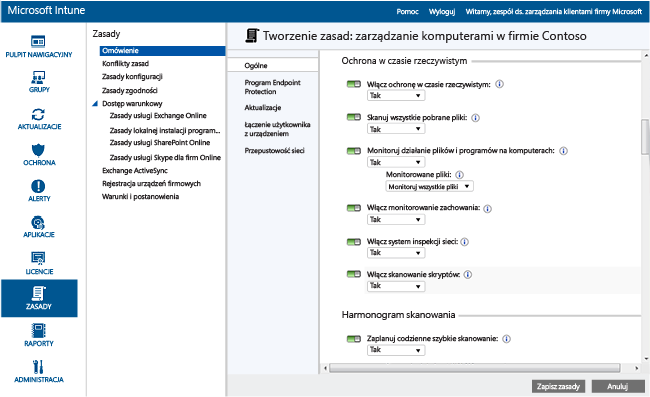 Microsoft Intune
Pomoc Wyloguj Witamy, zespół ds. zarządzania klientami firmy Microsoft
PULPIT NAWIGACYJNY
GRUPY
AKTUALIZACJE
OCHRONA
ALERTY
APLIKACJE
LICENCJE
ZASADY
RAPORTY
ADMINISTRACJA
Zasady
Omówienie
Konflikty zasad
Zasady konfiguracji
Zasady zgodności
Dostęp warunkowy
Zasady usługi Exchange Online
Zasady lokalnej instalacji program...
Zasady usługi SharePoint Online
Zasady usługi Skype dla firm Online
Exchange ActiveSync
Rejestracja urządzeń firmowych
Warunki i postanowienia
Tworzenie zasad: zarządzanie komputerami w firmie Contoso
Ogólne
Program Endpoint
Protection
Aktualizacje
Łączenie użytkownika
z urządzeniem
Przepustowość sieci
Ochrona w czasie rzeczywistym
Włącz ochronę w czasie rzeczywistym:
Tak
Skanuj wszystkie pobrane pliki:
Tak
Monitoruj działanie plików i programów na komputerach:
Tak
Monitorowane pliki:
Monitoruj wszystkie pliki
Włącz monitorowanie zachowania:
Tak
Włącz system inspekcji sieci:
Tak
Włącz skanowanie skryptów:
Tak
Harmonogram skanowania
Zaplanuj codzienne szybkie skanowanie:
Tak
Zapisz zasady
Anuluj